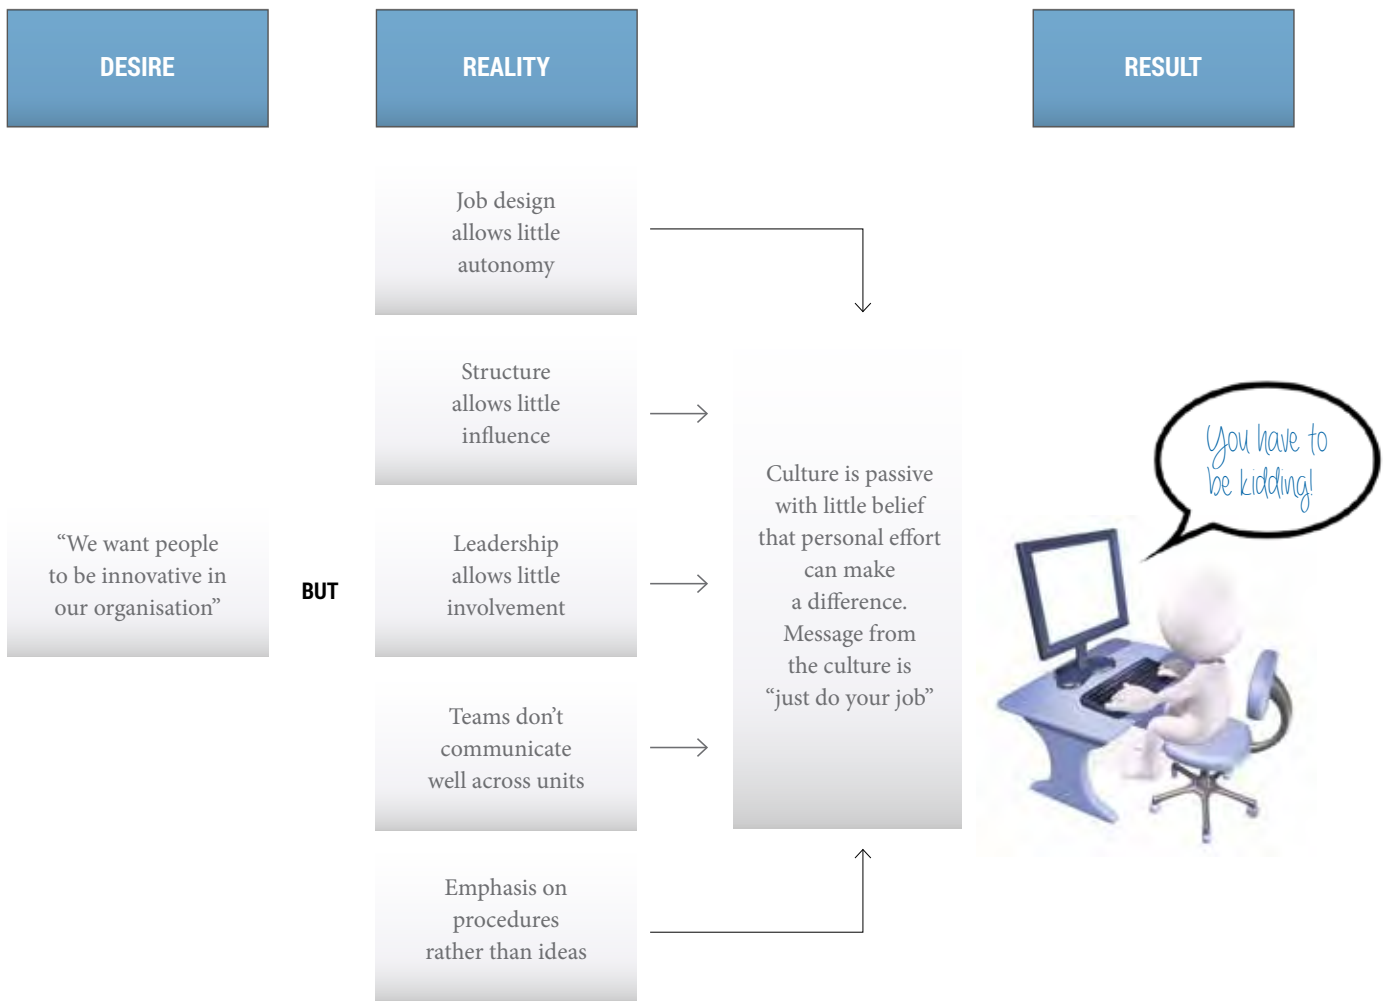 DESIRE
REALITY
RESULT
"We want people
to be innovative in
our organisation"
BUT
Job design
allows little
autonomy
Structure
allows little
influence
Leadership
allows little
involvement
Teams don't
communicate
well across units
Emphasis on
procedures
rather than ideas
Culture is passive
with little belief
that personal effort
can make
a difference.
Message from
the culture is
"just do your job"
You have to
be kidding!